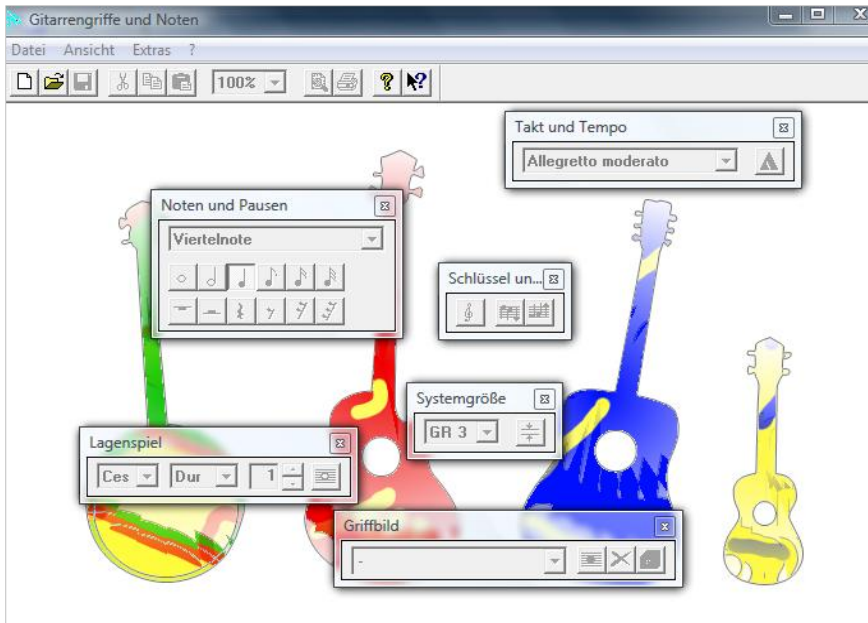 Gitarrengriffe und Noten
Datei Ansicht Extras ?
100%
Takt und Tempo
Allegretto moderato
Noten und Pausen
Viertelnote
Schlüssel un...
Systemgröße
GR 3
Lagenspiel
Ces Dur 1
Griffbild
-